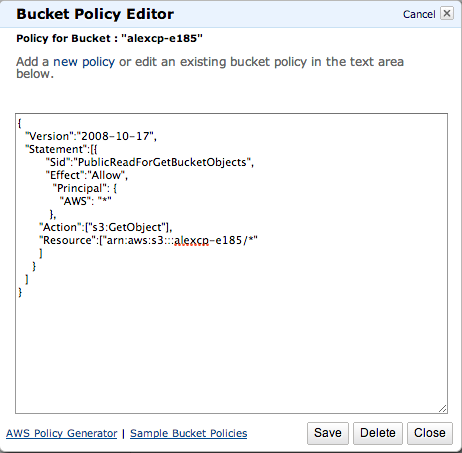 Bucket Policy Editor
Cancel
Policy for Bucket : "alexcp-e185"
Add a new policy or edit an existing bucket policy in the text area
below.
{
"Version":"2008-10-17",
"Statement":[{
"Sid":"PublicReadForGetBucketObjects",
"Effect":"Allow",
"Principal": {
"AWS": "*"
},
"Action":["s3:GetObject"],
"Resource":["arn:aws:s3:::alexcp-e185/*"
]
}
]
}
AWS Policy Generator | Sample Bucket Policies
Save
Delete
Close